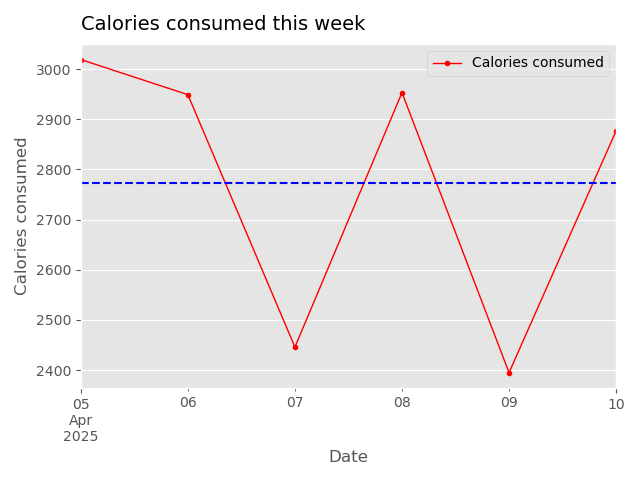 Calories consumed this week
Calories consumed
3000
2900
2800
2700
2600
2500
2400
Calories consumed
05 06 07 08 09 10
Apr
2025
Date